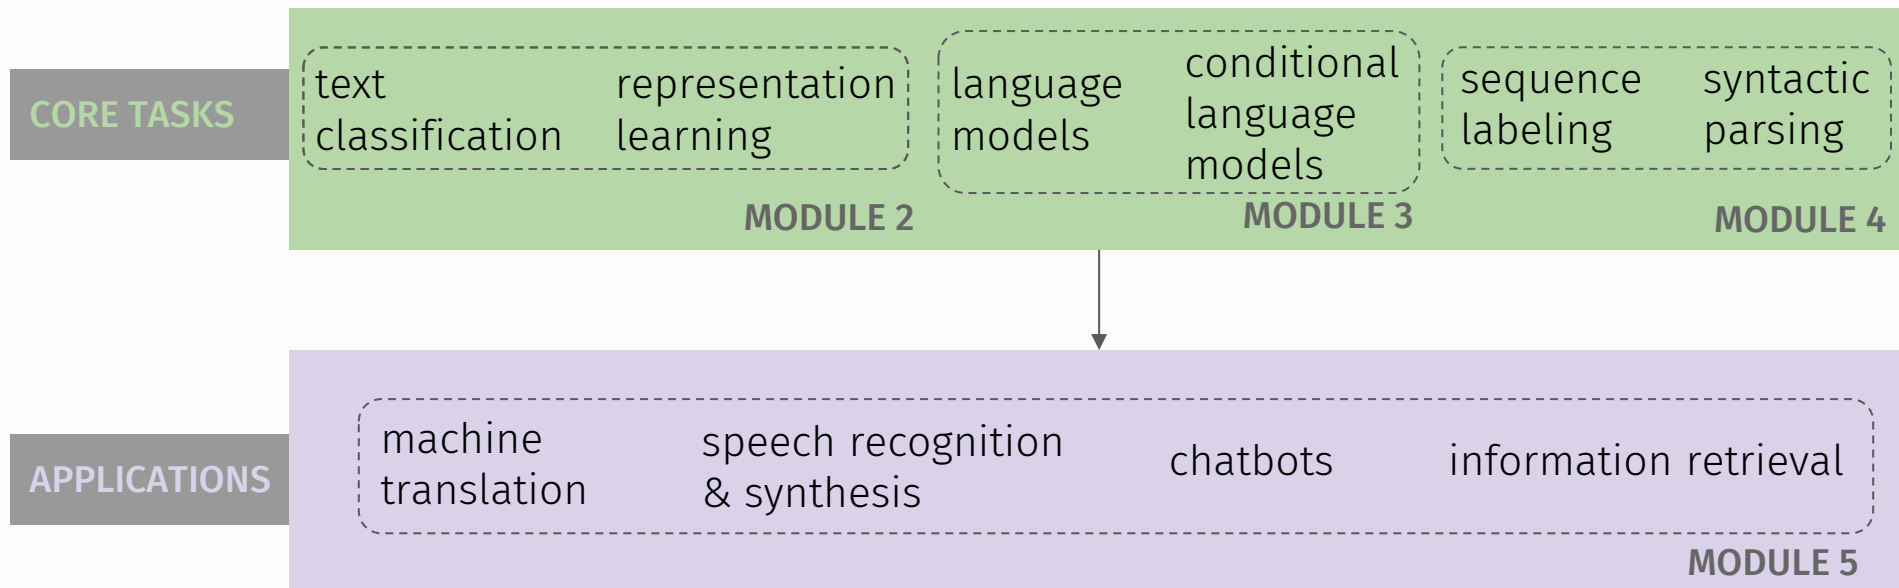 CORE TASKS
text
classification
representation
learning
MODULE 2
language
models
conditional
language
models
MODULE 3
sequence
labeling
syntactic
parsing
MODULE 4
APPLICATIONS
machine
translation
speech recognition
& synthesis
chatbots
information retrieval
MODULE 5